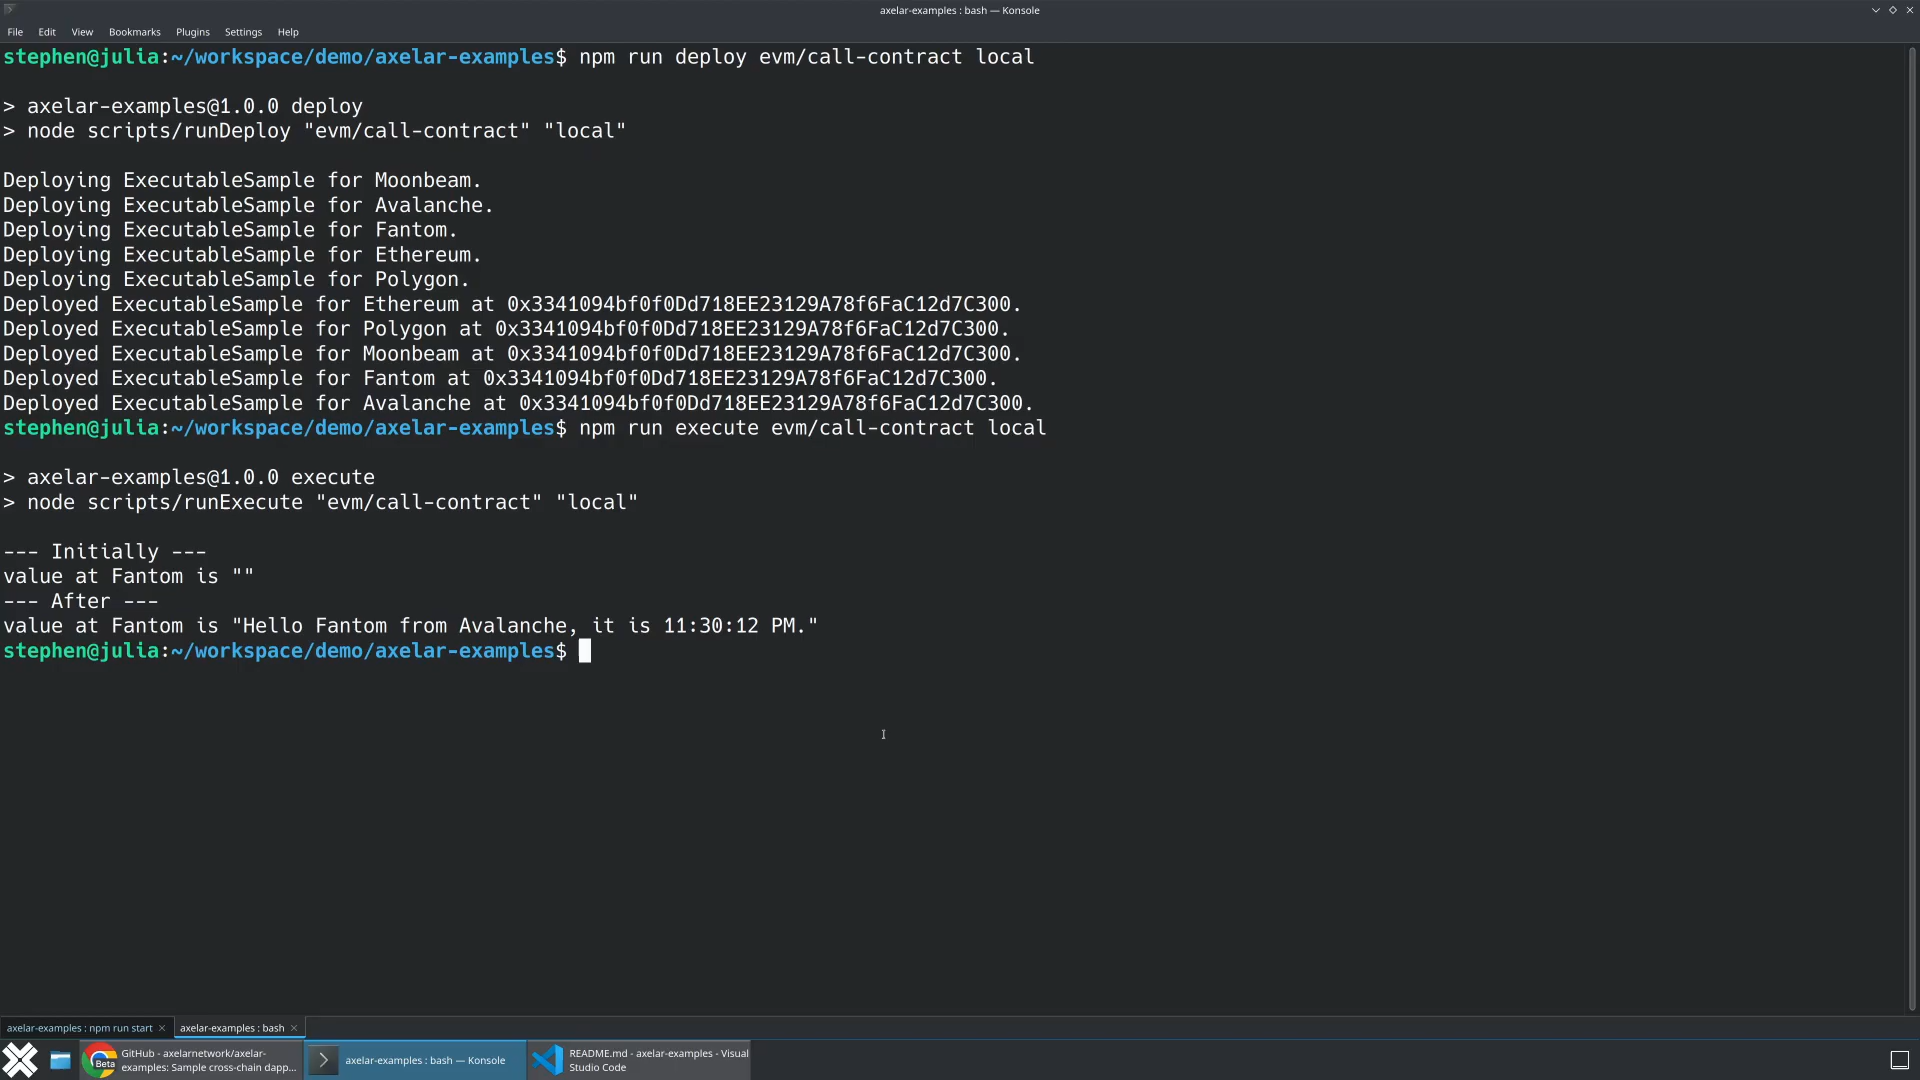 axelar-examples : bash — Konsole
File Edit View Bookmarks Plugins Settings Help
stephen@julia:~/workspace/demo/axelar-examples$ npm run deploy evm/call-contract local
> axelar-examples@1.0.0 deploy
> node scripts/runDeploy "evm/call-contract" "local"
Deploying ExecutableSample for Moonbeam.
Deploying ExecutableSample for Avalanche.
Deploying ExecutableSample for Fantom.
Deploying ExecutableSample for Ethereum.
Deploying ExecutableSample for Polygon.
Deployed ExecutableSample for Ethereum at 0x3341094bf0f0Dd718EE23129A78f6FaC12d7C300.
Deployed ExecutableSample for Polygon at 0x3341094bf0f0Dd718EE23129A78f6FaC12d7C300.
Deployed ExecutableSample for Moonbeam at 0x3341094bf0f0Dd718EE23129A78f6FaC12d7C300.
Deployed ExecutableSample for Fantom at 0x3341094bf0f0Dd718EE23129A78f6FaC12d7C300.
Deployed ExecutableSample for Avalanche at 0x3341094bf0f0Dd718EE23129A78f6FaC12d7C300.
stephen@julia:~/workspace/demo/axelar-examples$ npm run execute evm/call-contract local
> axelar-examples@1.0.0 execute
> node scripts/runExecute "evm/call-contract" "local"
--- Initially ---
value at Fantom is ""
--- After ---
value at Fantom is "Hello Fantom from Avalanche, it is 11:30:12 PM."
stephen@julia:~/workspace/demo/axelar-examples$
axelar-examples : npm run start axelar-examples : bash
Beta
GitHub - axelarnetwork/axelar-
examples: Sample cross-chain dapp...
axelar-examples : bash — Konsole
README.md - axelar-examples - Visual
Studio Code